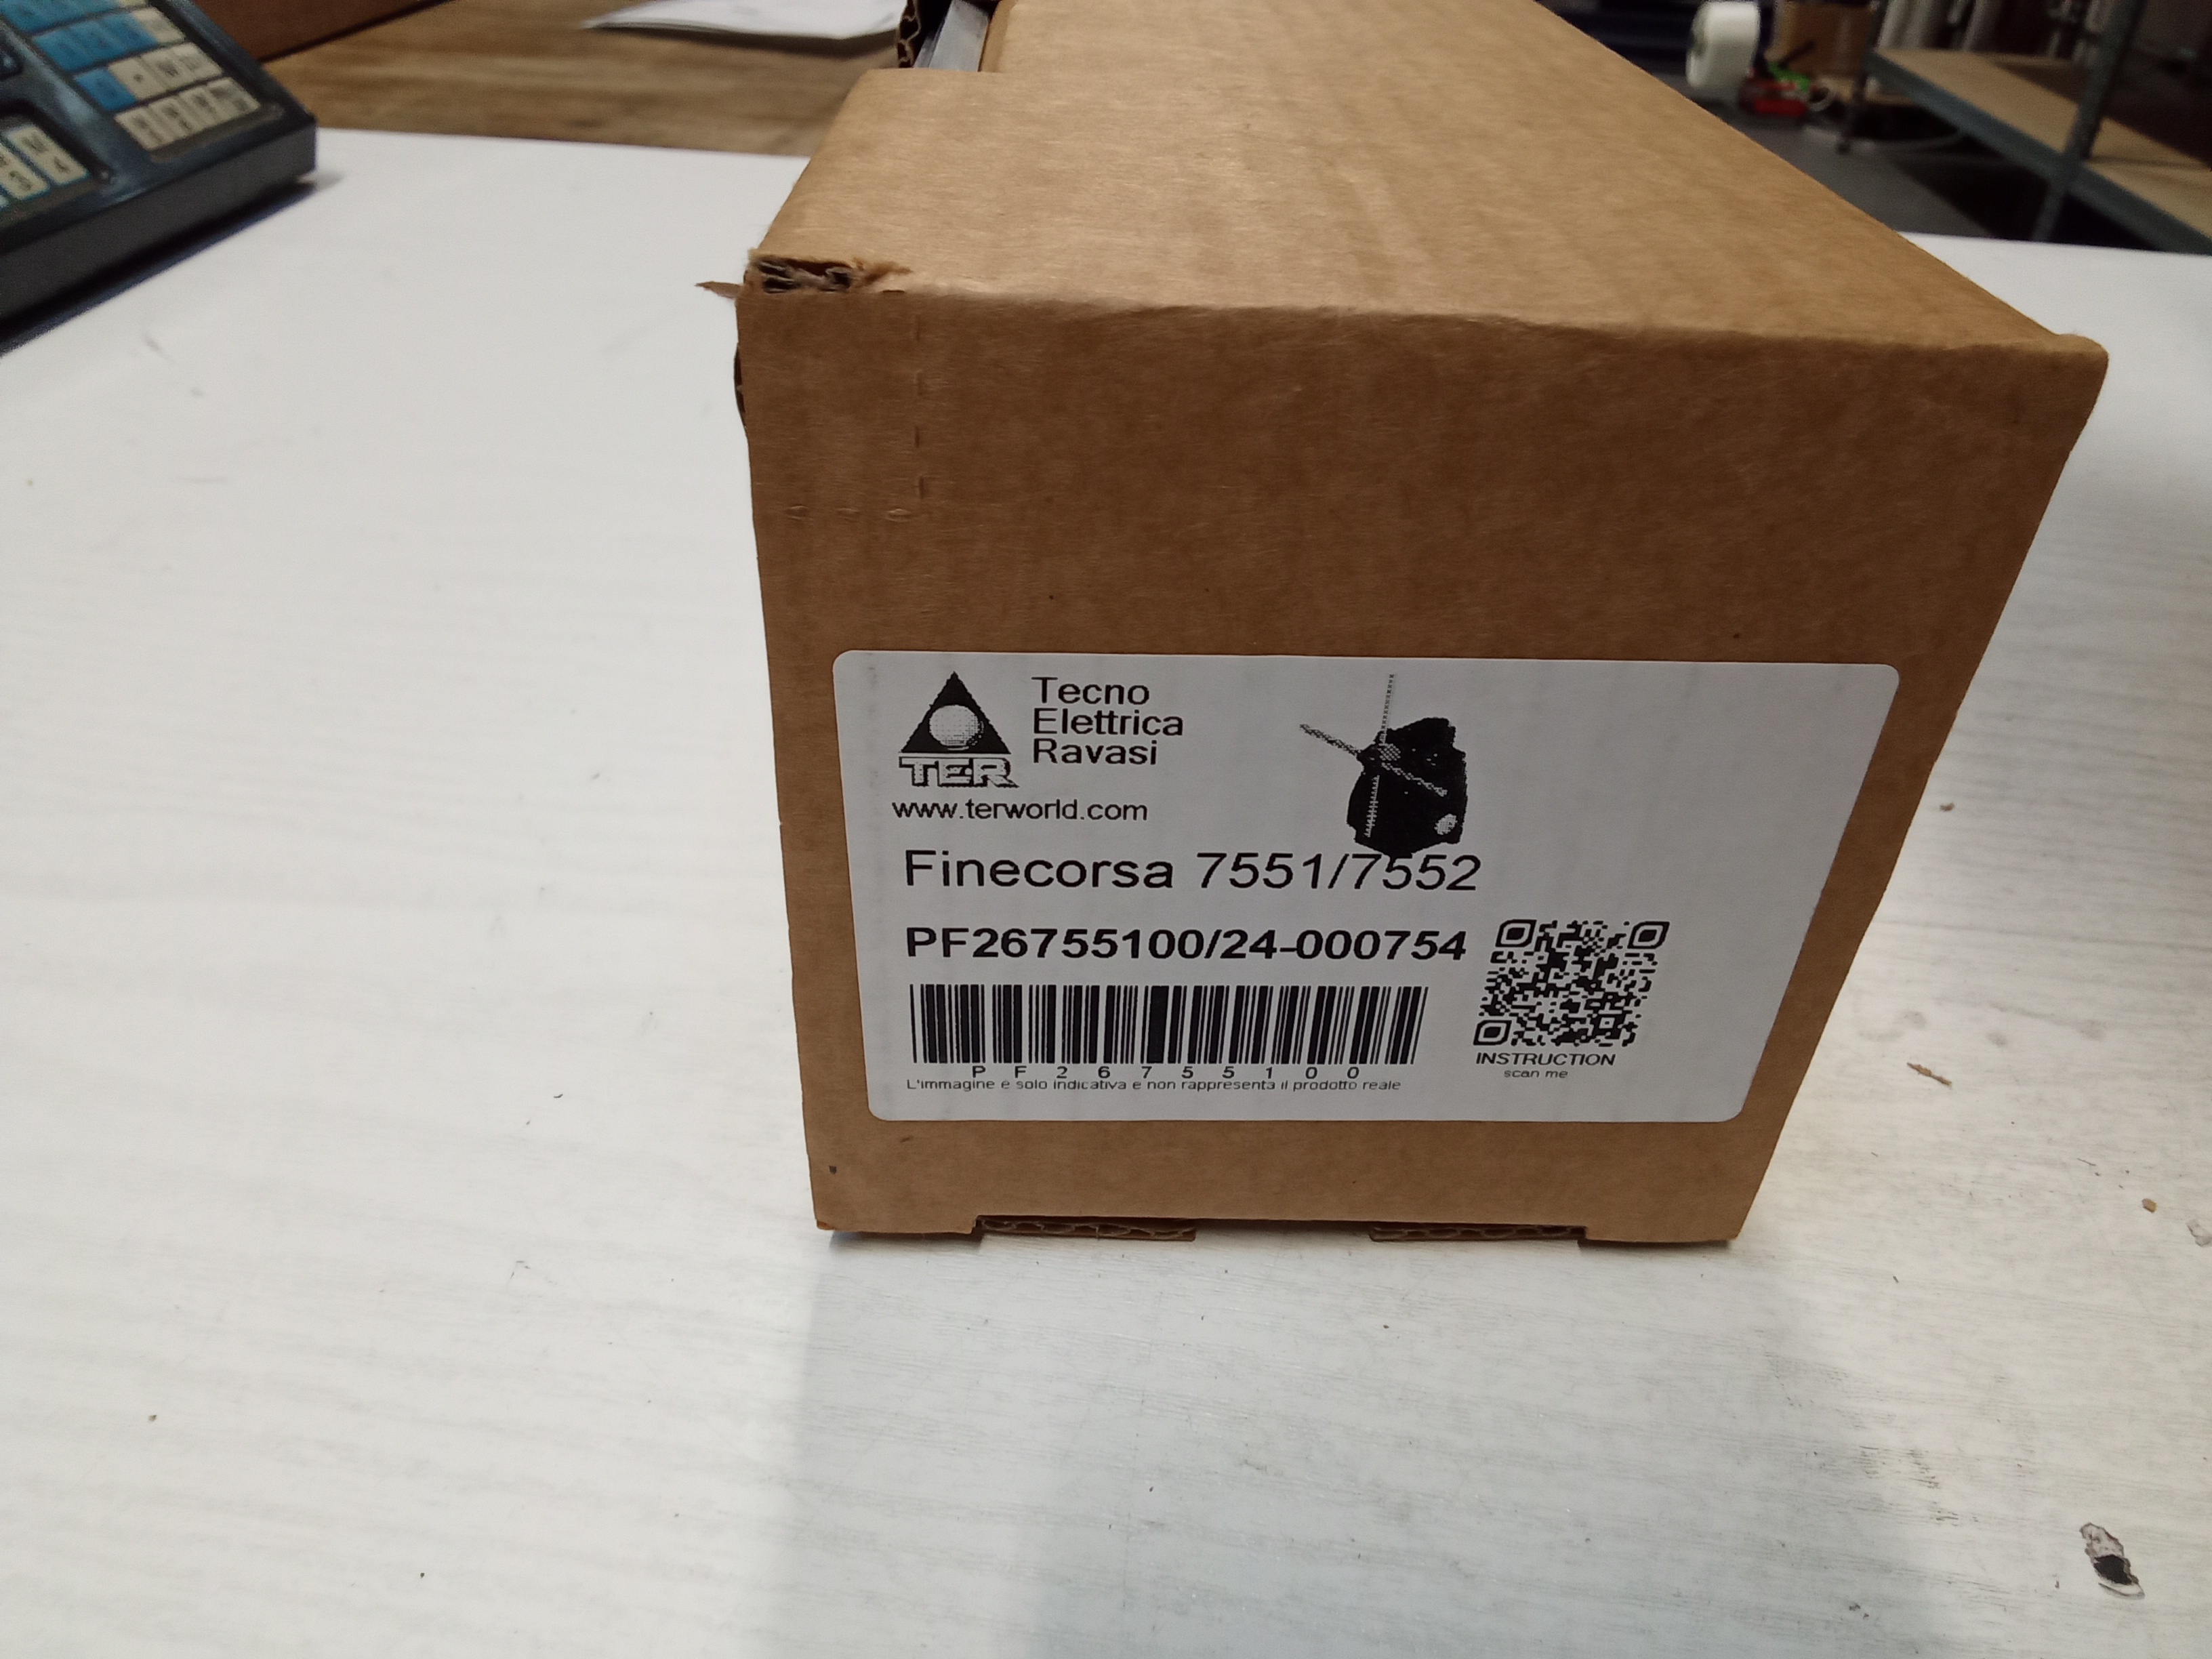 Tecno
Elettrica
Ravasi
TER
www.terworld.com
Finecorsa 7551/7552
PF26755100/24-000754
PF26755100
L'immagine è solo indicativa e non rappresenta il prodotto reale
INSTRUCTION
scan me